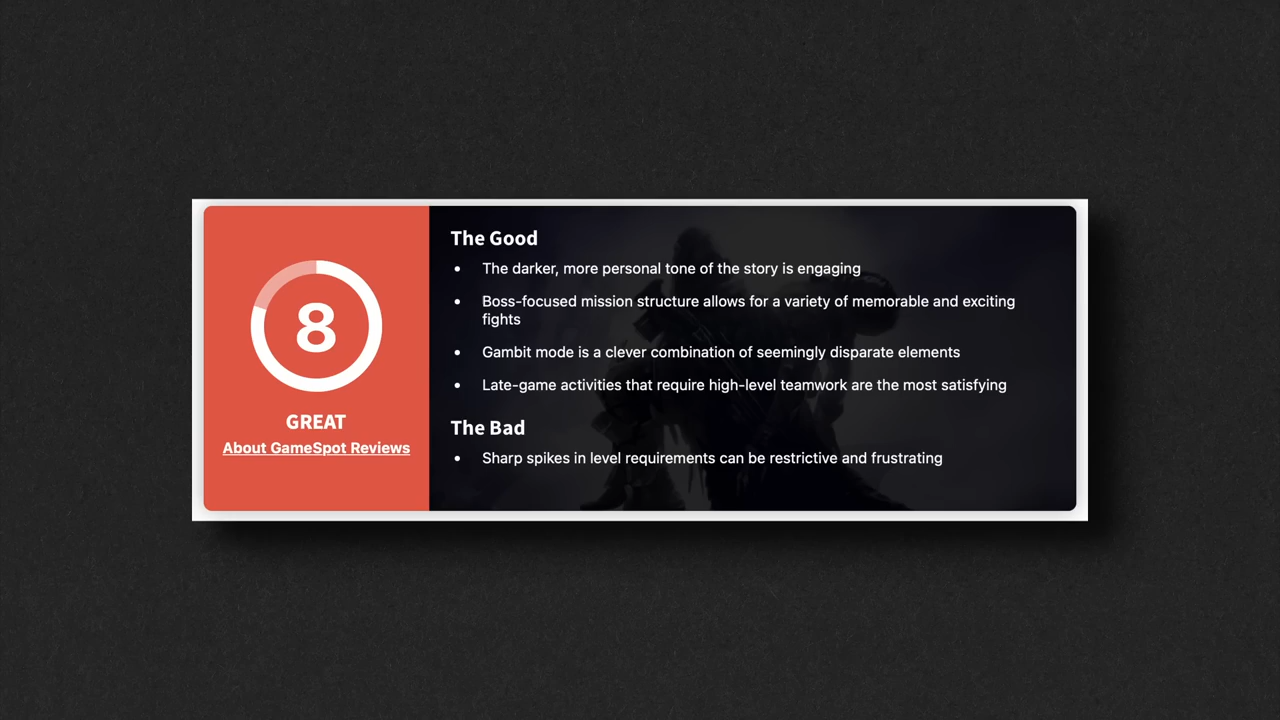 8
GREAT
About GameSpot Reviews
The Good
• The darker, more personal tone of the story is engaging
• Boss-focused mission structure allows for a variety of memorable and exciting
fights
• Gambit mode is a clever combination of seemingly disparate elements
• Late-game activities that require high-level teamwork are the most satisfying
The Bad
• Sharp spikes in level requirements can be restrictive and frustrating